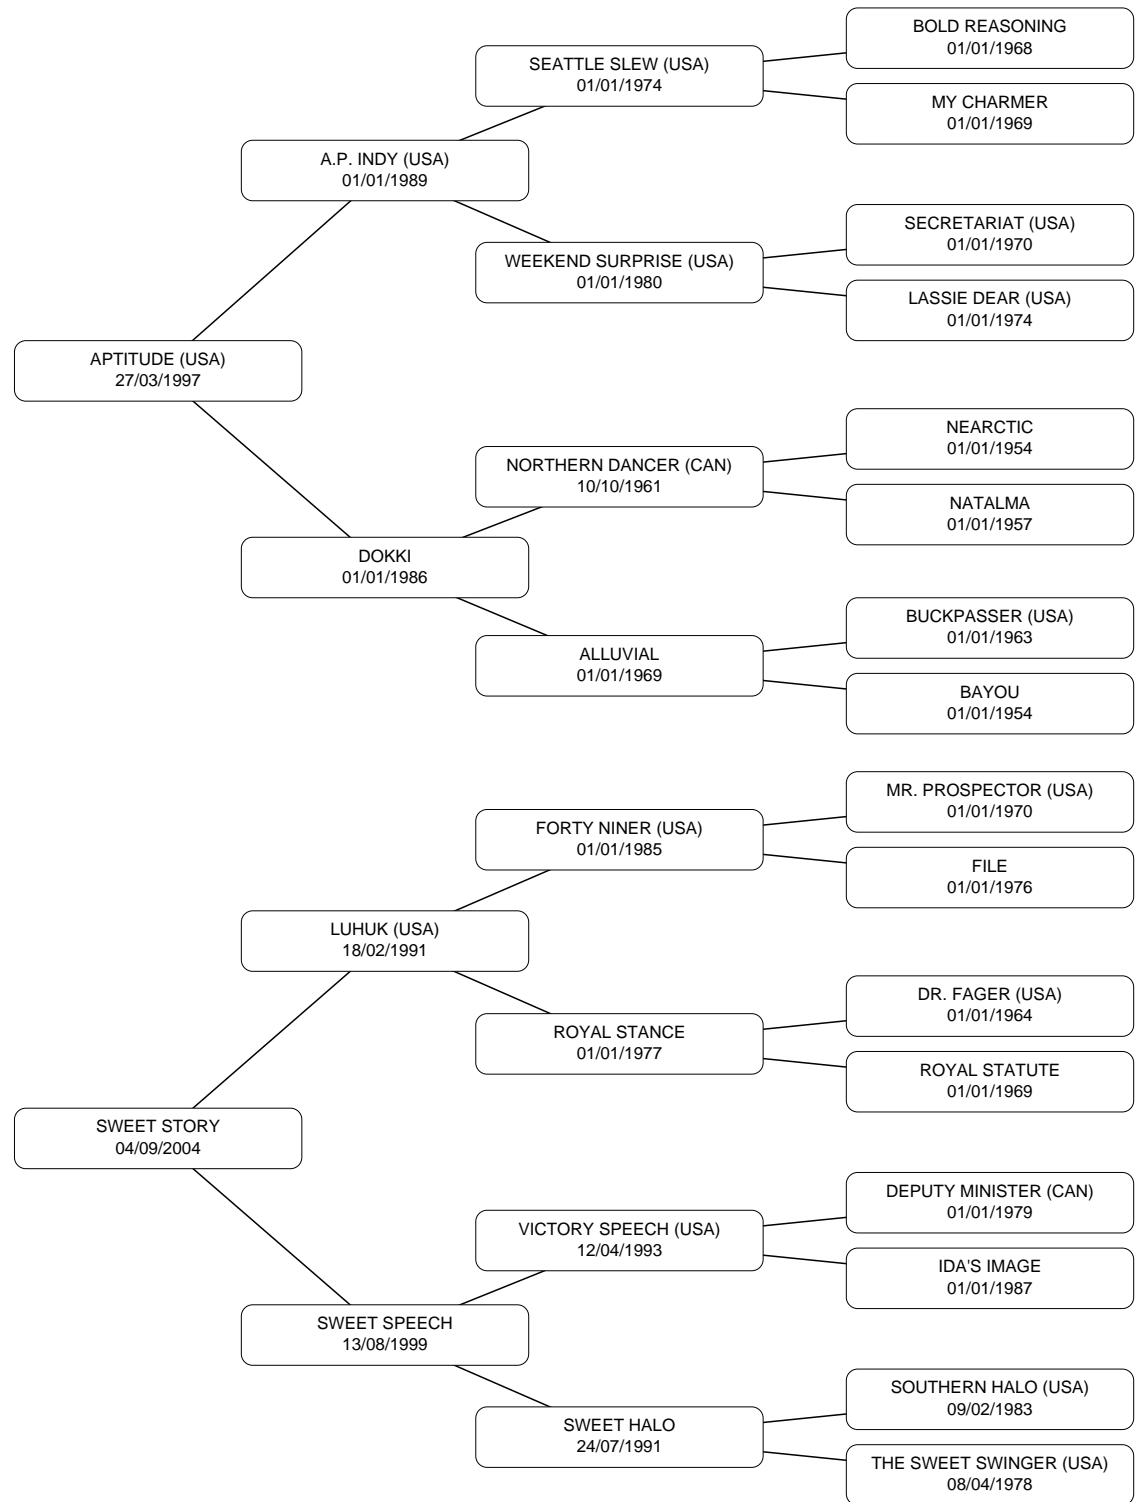 BOLD REASONING
01/01/1968
SEATTLE SLEW (USA)
01/01/1974
MY CHARMER
01/01/1969
A.P. INDY (USA)
01/01/1989
SECRETARIAT (USA)
01/01/1970
WEEKEND SURPRISE (USA)
01/01/1980
LASSIE DEAR (USA)
01/01/1974
APTITUDE (USA)
27/03/1997
NEARCTIC
01/01/1954
NORTHERN DANCER (CAN)
10/10/1961
NATALMA
01/01/1957
DOKKI
01/01/1986
BUCKPASSER (USA)
01/01/1963
ALLUVIAL
01/01/1969
BAYOU
01/01/1954
MR. PROSPECTOR (USA)
01/01/1970
FORTY NINER (USA)
01/01/1985
FILE
01/01/1976
LUHUK (USA)
18/02/1991
DR. FAGER (USA)
01/01/1964
ROYAL STANCE
01/01/1977
ROYAL STATUTE
01/01/1969
SWEET STORY
04/09/2004
DEPUTY MINISTER (CAN)
01/01/1979
VICTORY SPEECH (USA)
12/04/1993
IDA'S IMAGE
01/01/1987
SWEET SPEECH
13/08/1999
SOUTHERN HALO (USA)
09/02/1983
SWEET HALO
24/07/1991
THE SWEET SWINGER (USA)
08/04/1978